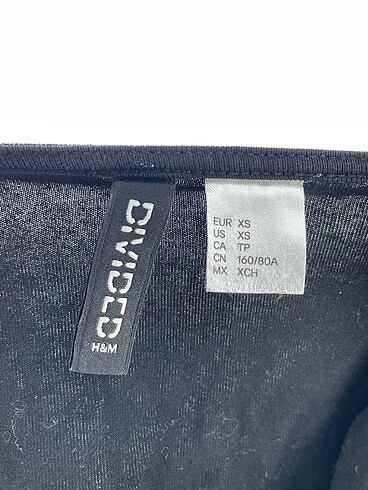 DIVIDED
H&M
EUR XS
US XS
CA TP
CN 160/80A
MX XCH